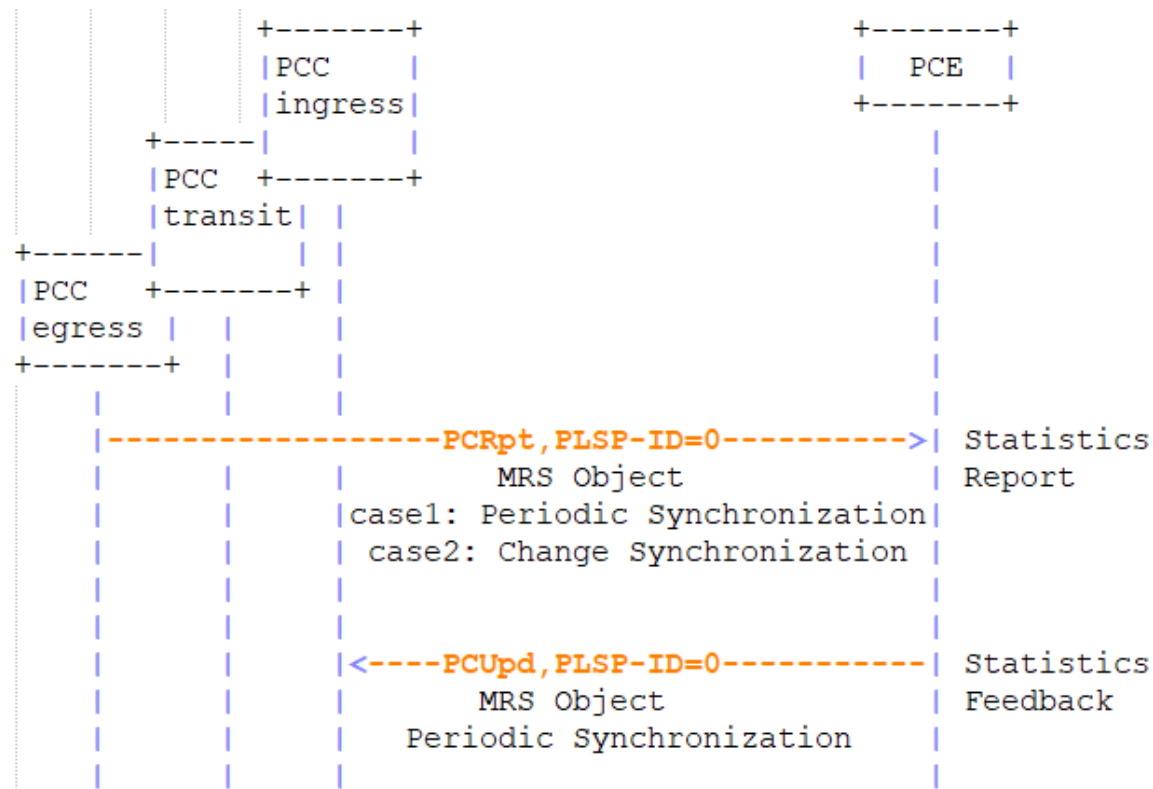 +-------+ +-------+
|PCC | | PCE |
|ingress| +-------+
+-----| | |
|PCC +-------+ |
|transit| | |
+------| | | |
|PCC +-------+ | |
|egress | | | |
+-------+ | | |
| | | |
|------------------PCRpt,PLSP-ID=0---------->| Statistics
| | | MRS Object | Report
| | |case1: Periodic Synchronization|
| | | case2: Change Synchronization |
| | | |
| | | |
| | |<----PCUpd,PLSP-ID=0-----------| Statistics
| | | MRS Object | Feedback
| | | Periodic Synchronization |
| | | |